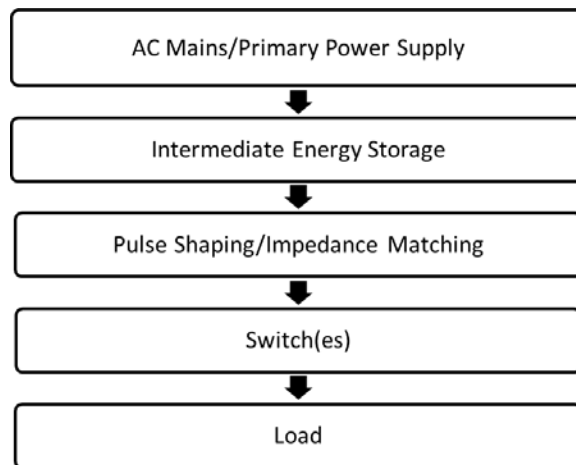 AC Mains/Primary Power Supply
Intermediate Energy Storage
Pulse Shaping/Impedance Matching
Switch(es)
Load